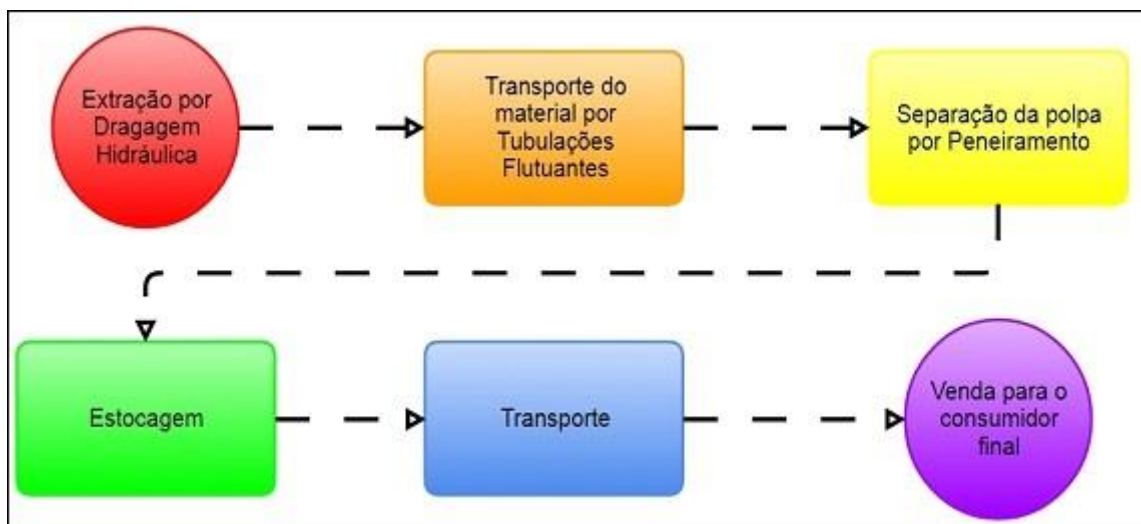 Extração por
Dragagem
Hidráulica
Transporte do
material por
Tubulações
Flutuantes
Separação da polpa
por Peneiramento
Estocagem
Transporte
Venda para o
consumidor
final